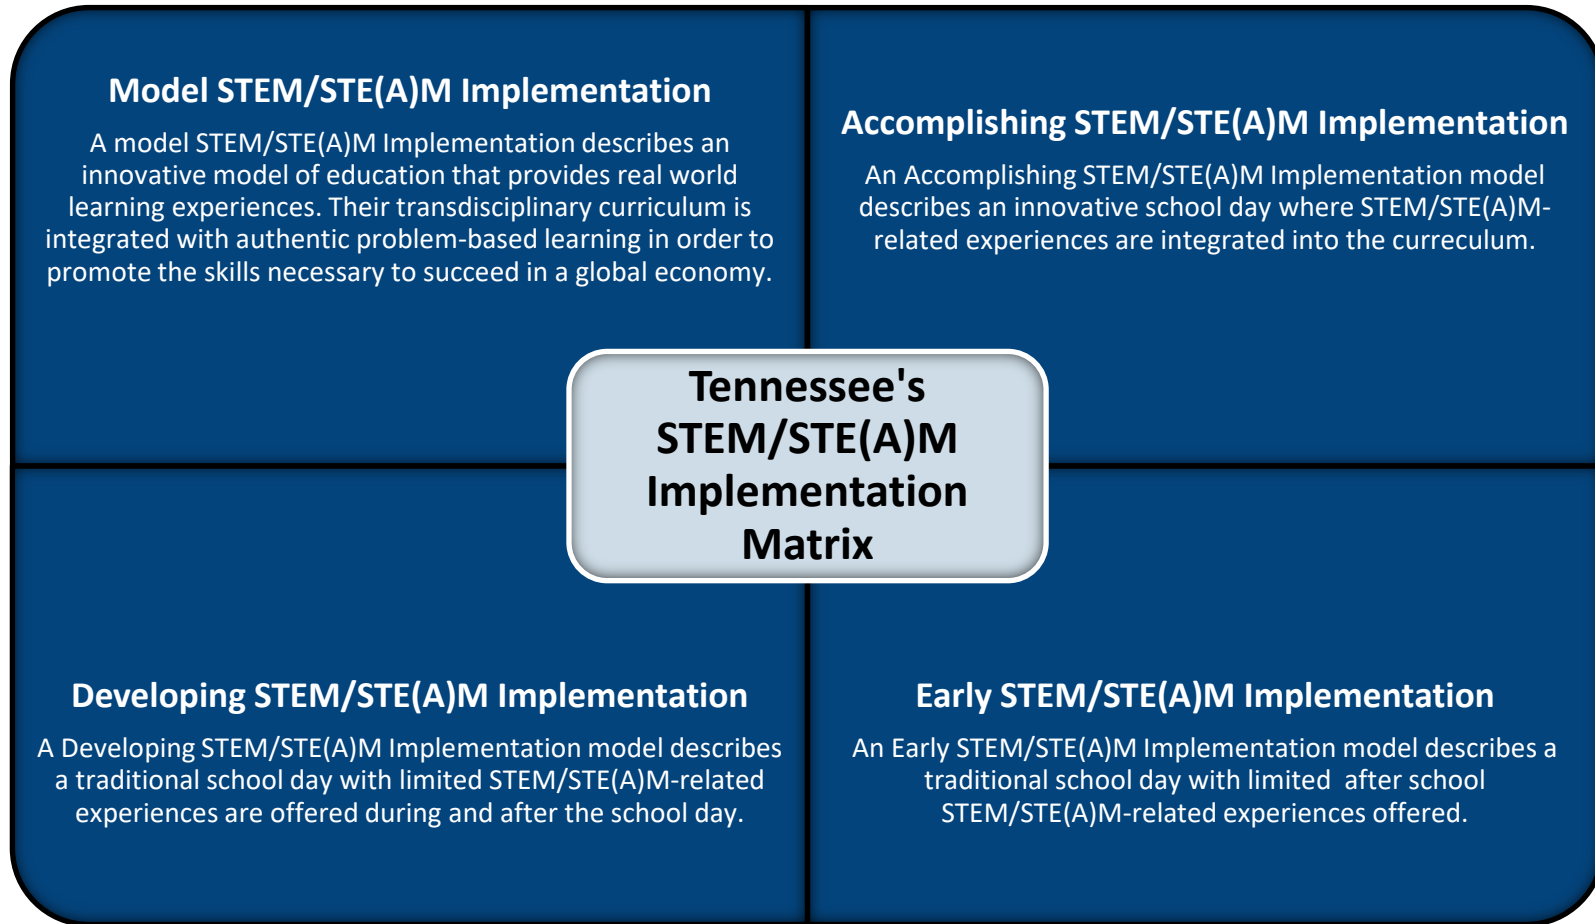 Model STEM/STE(A)M Implementation
A model STEM/STE(A)M Implementation describes an
innovative model of education that provides real world
learning experiences. Their transdisciplinary curriculum is
integrated with authentic problem-based learning in order to
promote the skills necessary to succeed in a global economy.
Accomplishing STEM/STE(A)M Implementation
An Accomplishing STEM/STE(A)M Implementation model
describes an innovative school day where STEM/STE(A)M-
related experiences are integrated into the curreculum.
Tennessee's
STEM/STE(A)M
Implementation
Matrix
Developing STEM/STE(A)M Implementation
A Developing STEM/STE(A)M Implementation model describes
a traditional school day with limited STEM/STE(A)M-related
experiences are offered during and after the school day.
Early STEM/STE(A)M Implementation
An Early STEM/STE(A)M Implementation model describes a
traditional school day with limited  after school
STEM/STE(A)M-related experiences offered.